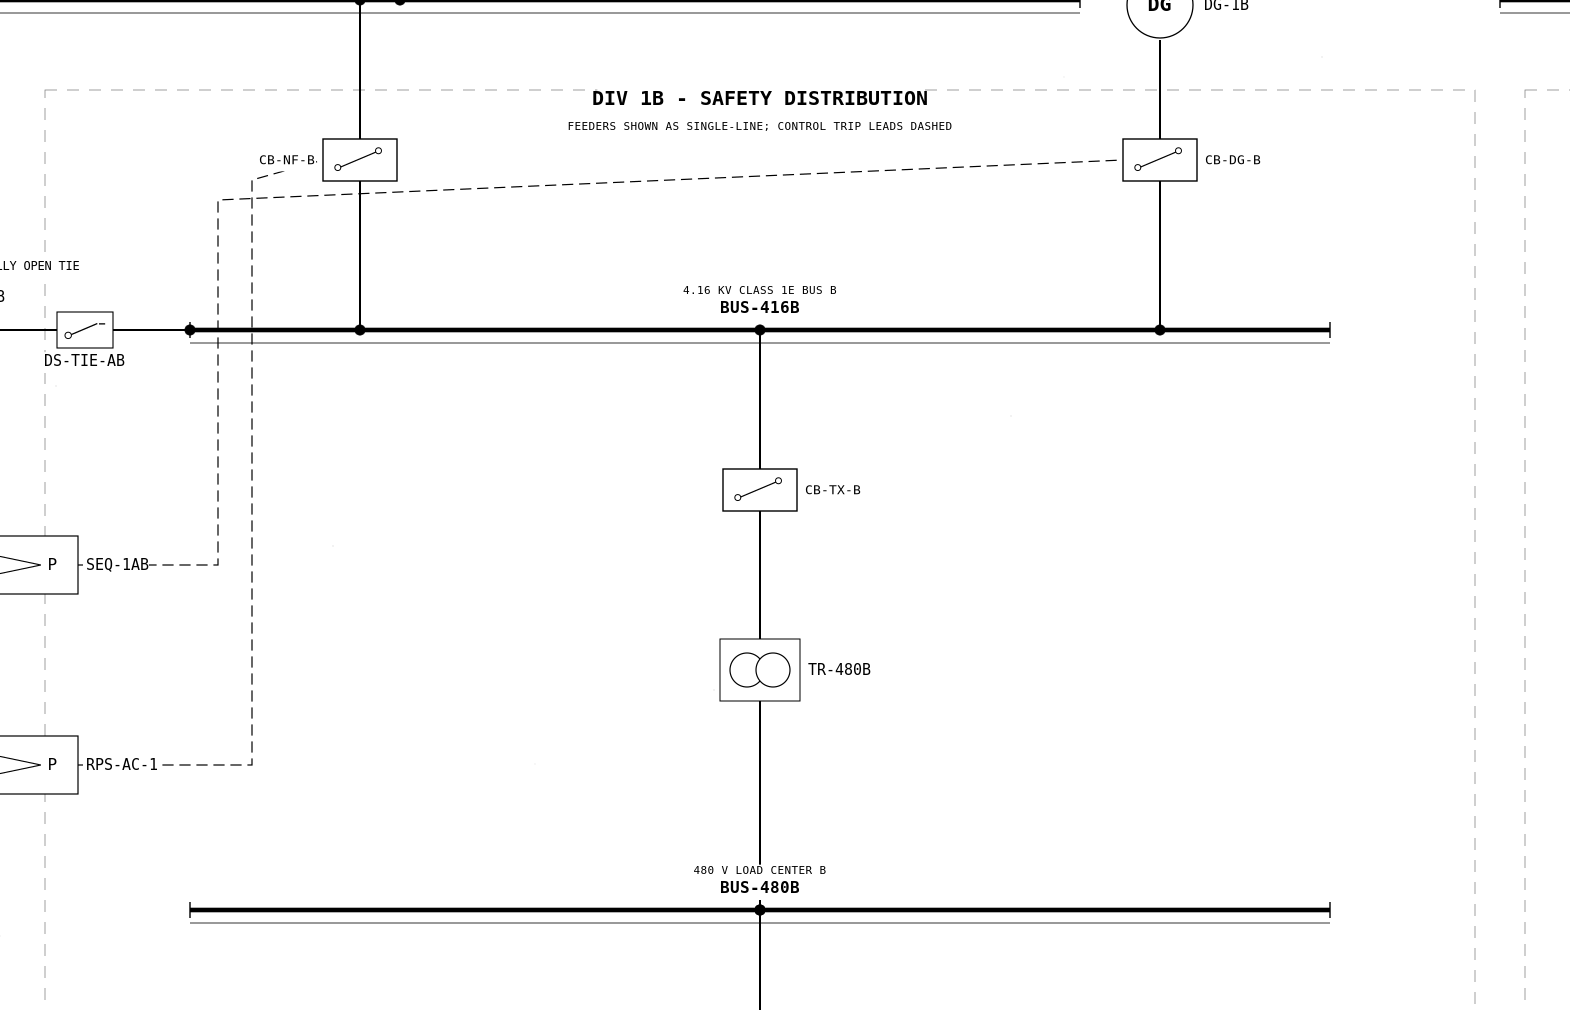 DG
DG-1B
DIV 1B - SAFETY DISTRIBUTION
FEEDERS SHOWN AS SINGLE-LINE; CONTROL TRIP LEADS DASHED
CB-NF-B
CB-DG-B
LLY OPEN TIE
B
4.16 KV CLASS 1E BUS B
BUS-416B
DS-TIE-AB
CB-TX-B
P
SEQ-1AB
TR-480B
P
RPS-AC-1
480 V LOAD CENTER B
BUS-480B